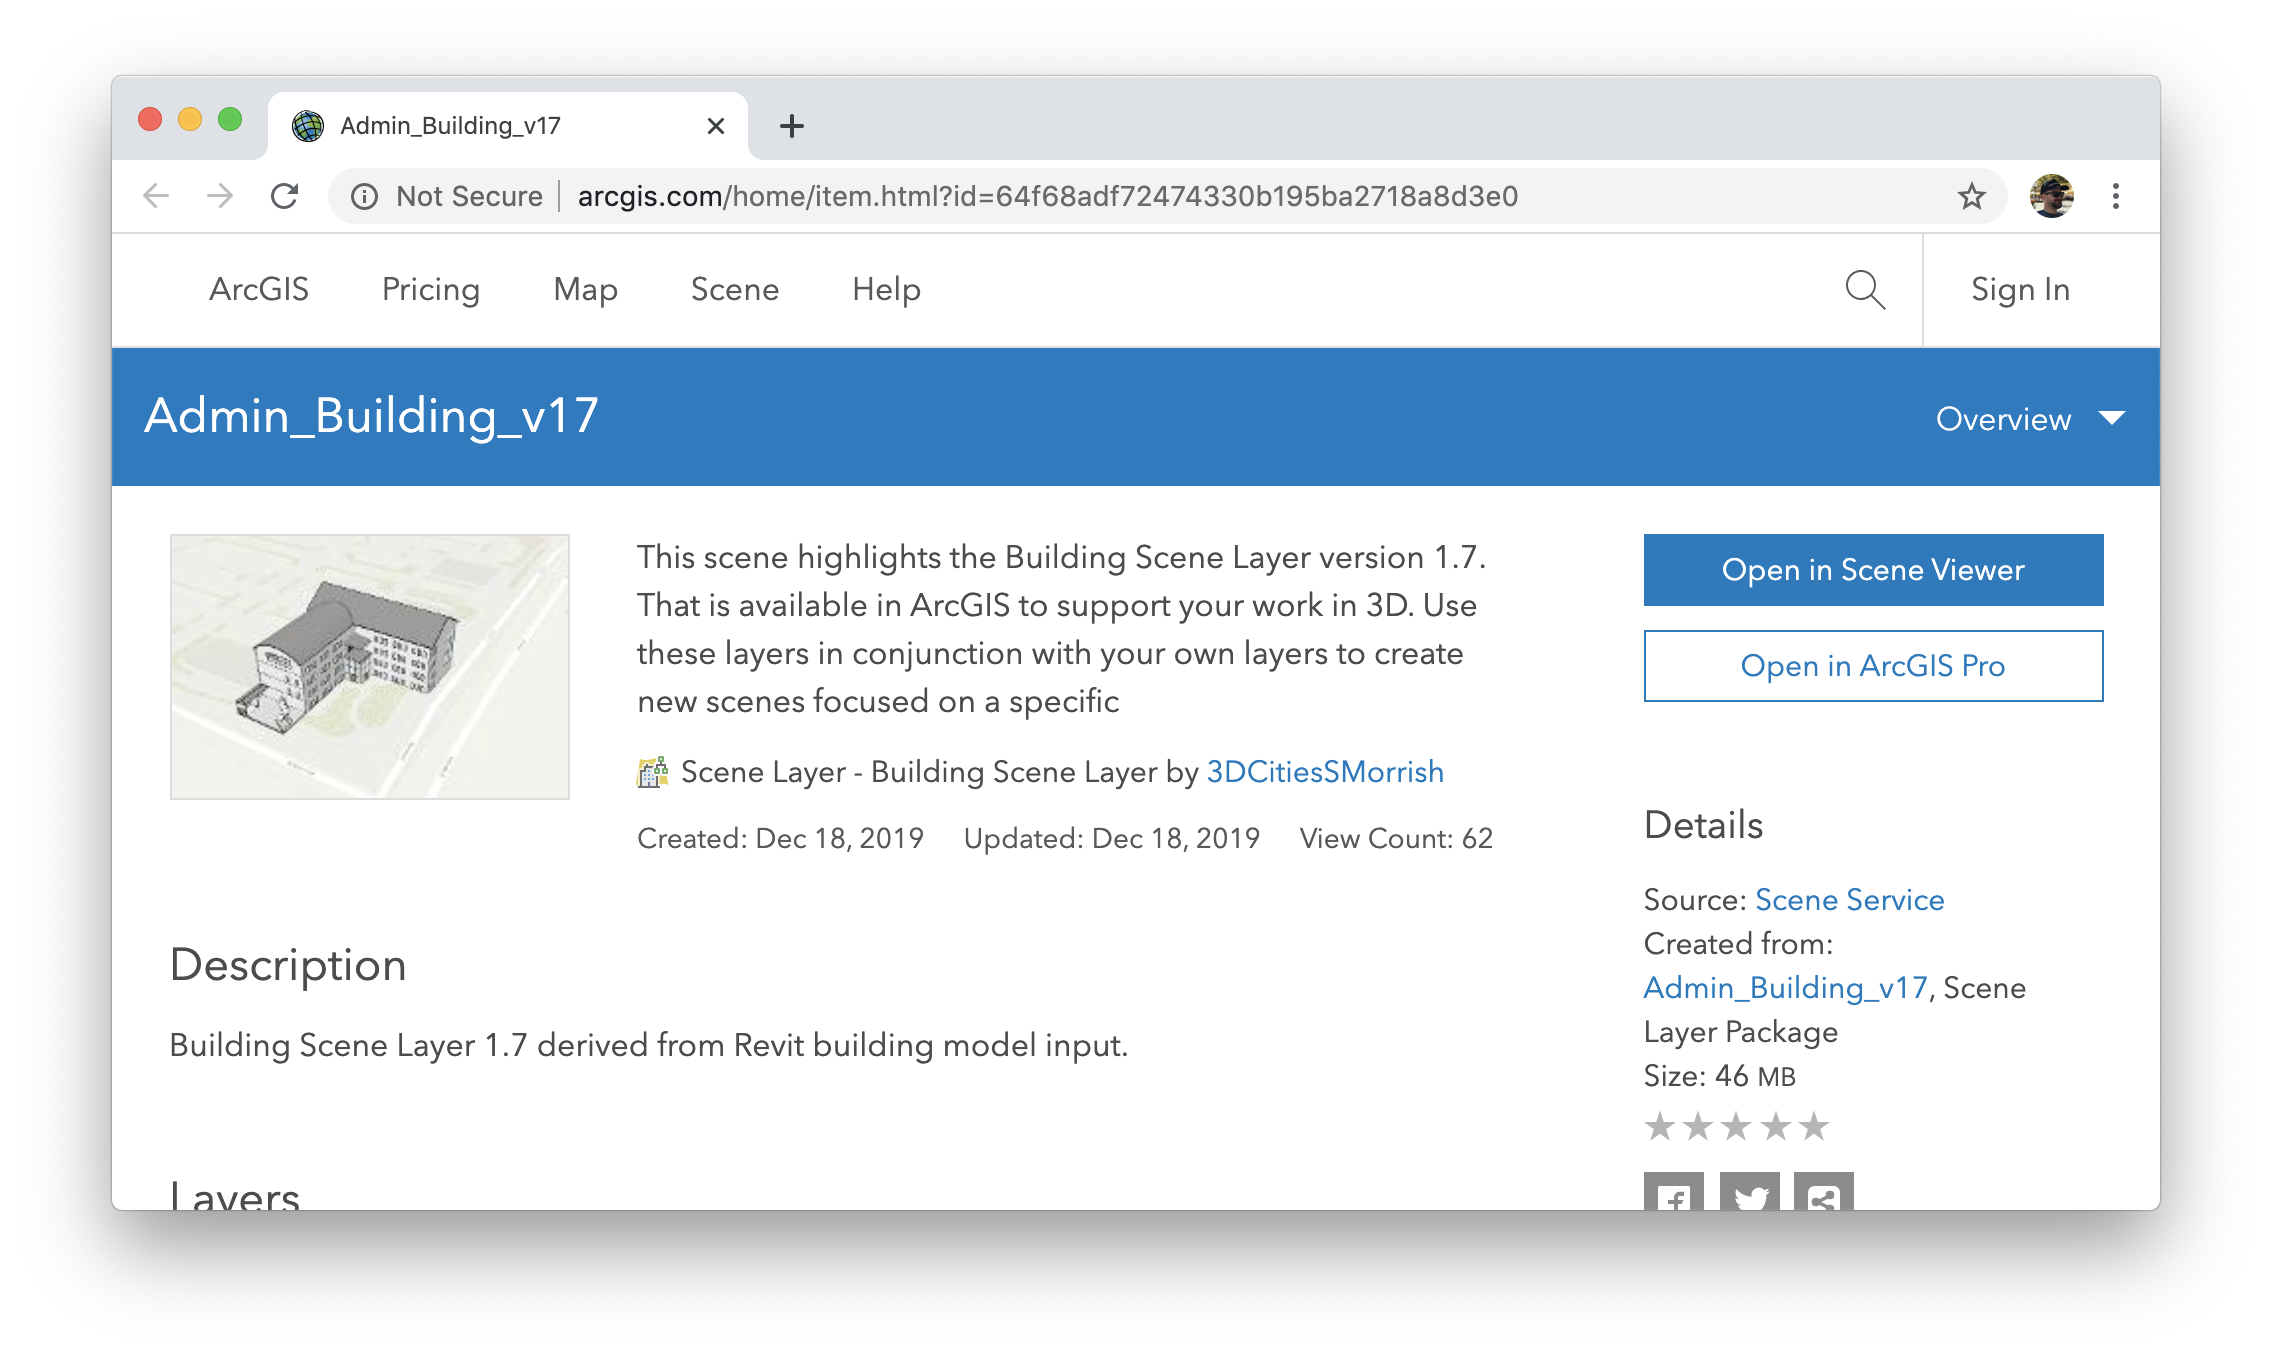 Admin_Building_v17
Not Secure
arcgis.com/home/item.html?id=64f68adf72474330b195ba2718a8d3e0
ArcGIS Pricing Map Scene Help Sign In
Admin_Building_v17
Overview
This scene highlights the Building Scene Layer version 1.7.
That is available in ArcGIS to support your work in 3D. Use
these layers in conjunction with your own layers to create
new scenes focused on a specific
Scene Layer - Building Scene Layer by 3DCitiesSMorrish
Created: Dec 18, 2019 Updated: Dec 18, 2019 View Count: 62
Description
Building Scene Layer 1.7 derived from Revit building model input.
Layers
Open in Scene Viewer
Open in ArcGIS Pro
Details
Source: Scene Service
Created from:
Admin_Building_v17, Scene
Layer Package
Size: 46 MB